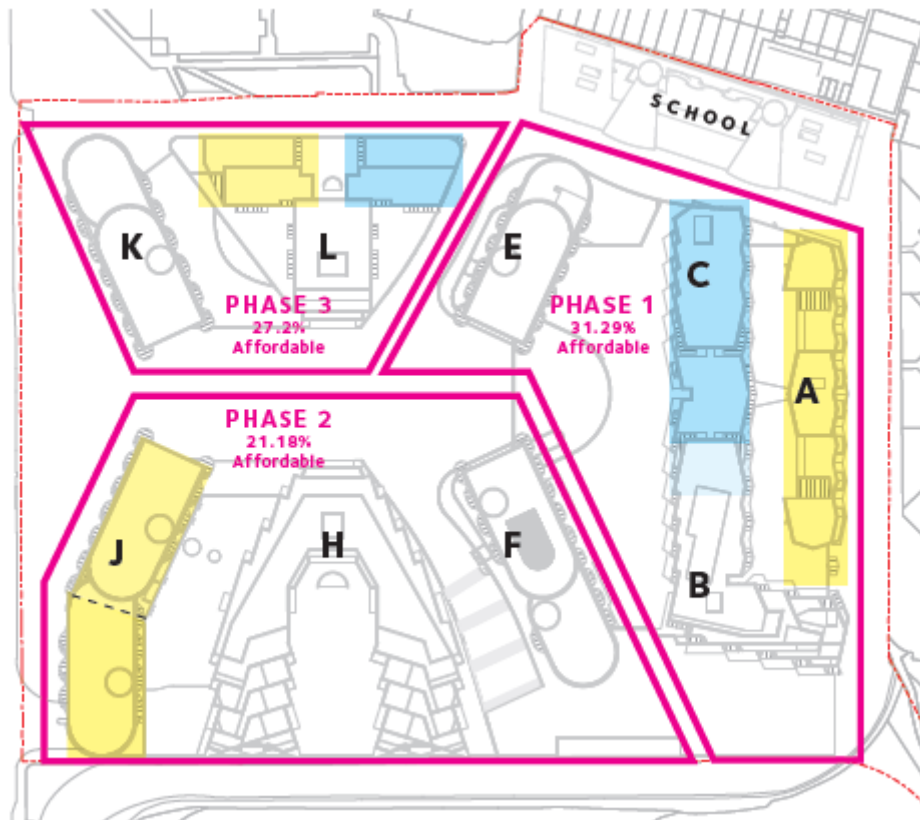 SCHOOL
K
L
E
C
PHASE 3
27.2%
Affordable
PHASE 1
31.29%
Affordable
A
PHASE 2
21.18%
Affordable
J
H
F
B